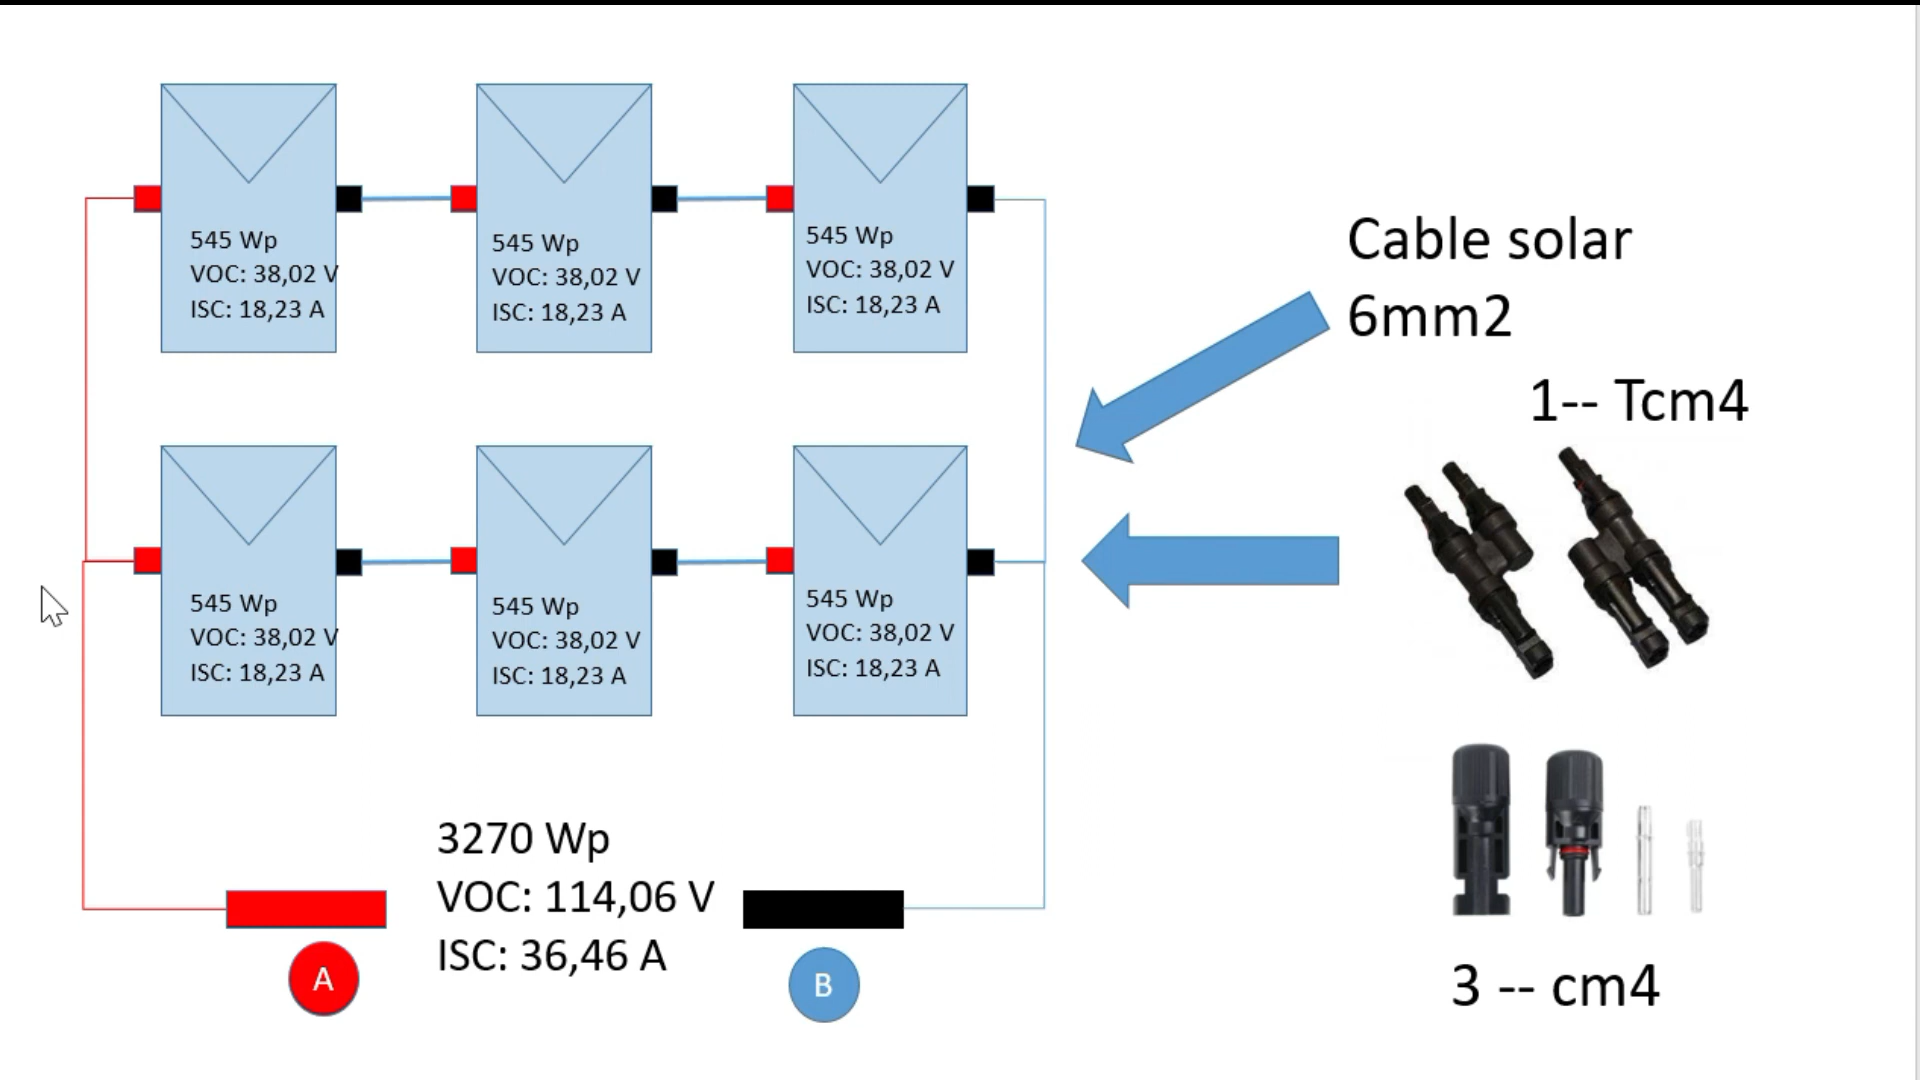 545 Wp
VOC: 38,02 V
ISC: 18,23 A
545 Wp
VOC: 38,02 V
ISC: 18,23 A
545 Wp
VOC: 38,02 V
ISC: 18,23 A
Cable solar
6mm2
1-- Tcm4
545 Wp
VOC: 38,02 V
ISC: 18,23 A
545 Wp
VOC: 38,02 V
ISC: 18,23 A
545 Wp
VOC: 38,02 V
ISC: 18,23 A
3270 Wp
VOC: 114,06 V
ISC: 36,46 A
A
B
3 -- cm4